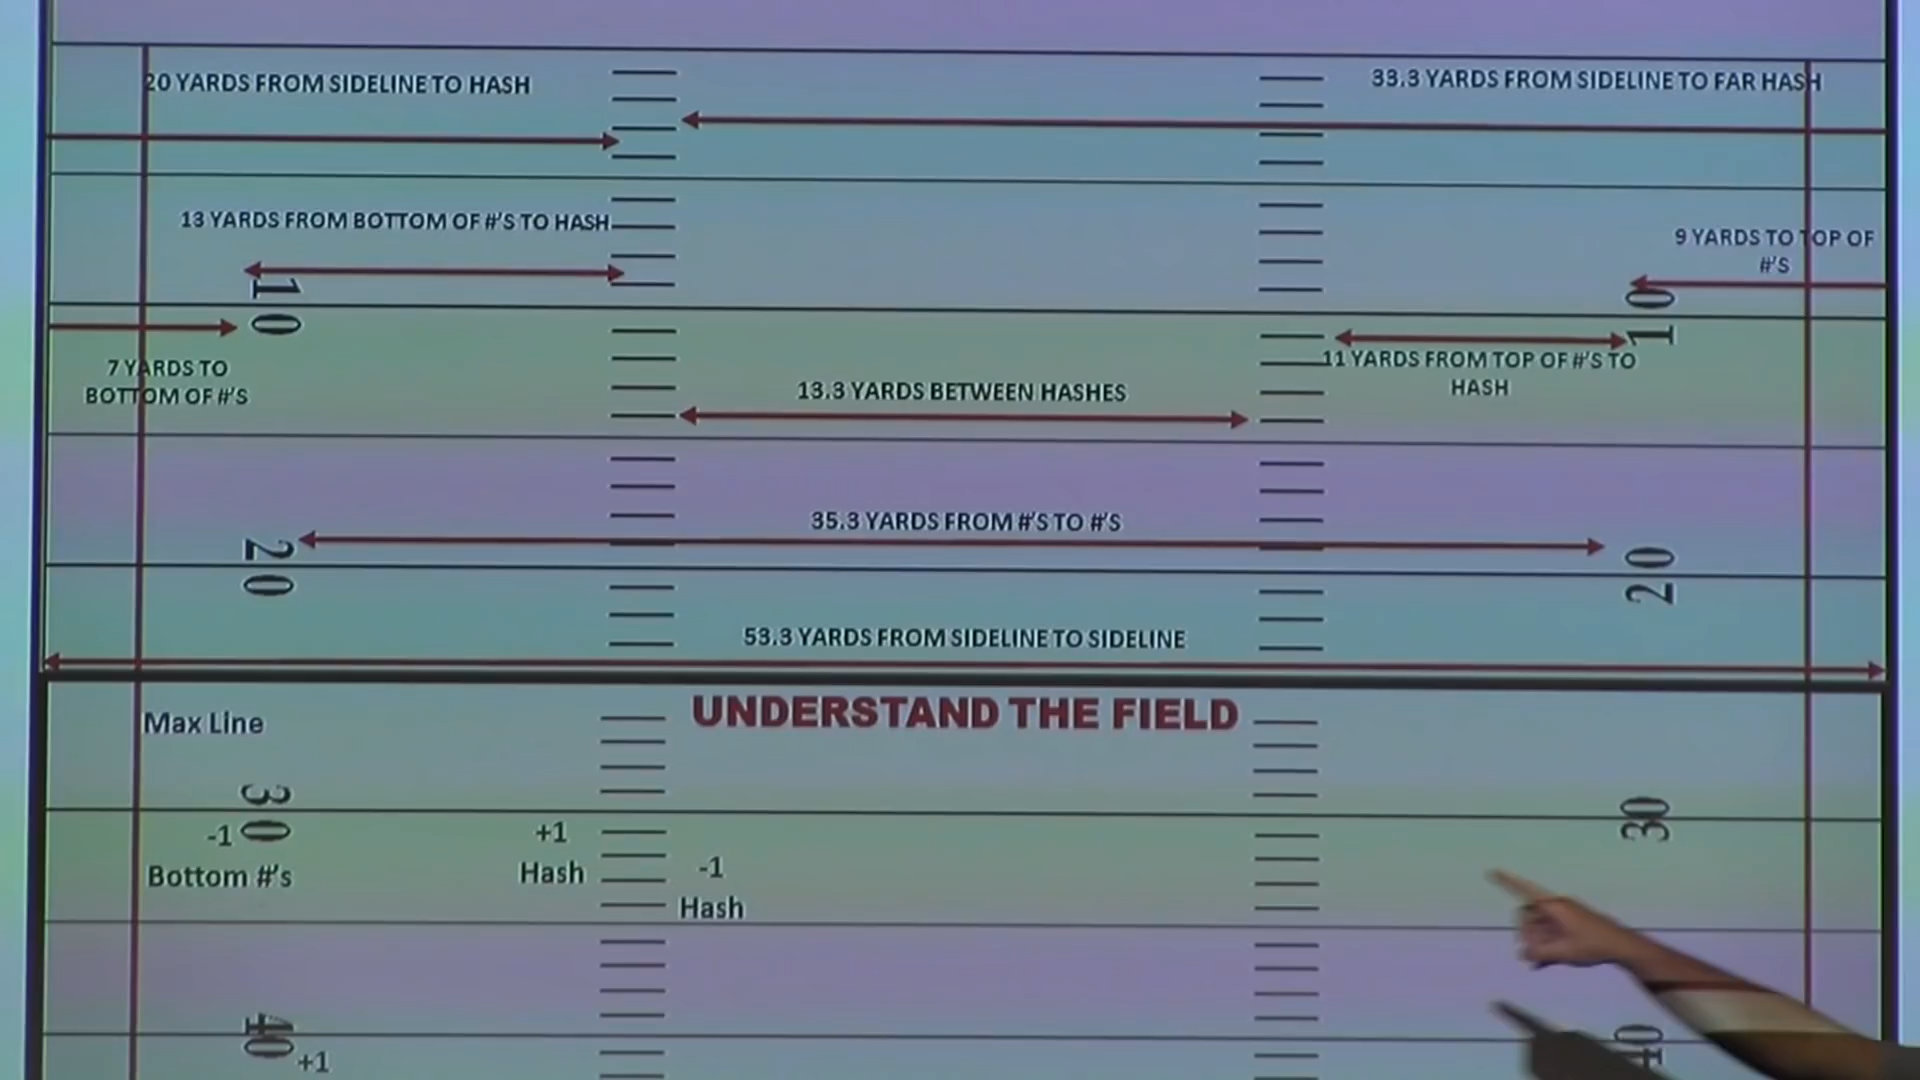 20 YARDS FROM SIDELINE TO HASH
33.3 YARDS FROM SIDELINE TO FAR HASH
13 YARDS FROM BOTTOM OF #'S TO HASH
9 YARDS TO TOP OF
#'S
10
10
7 YARDS TO
BOTTOM OF #'S
11 YARDS FROM TOP OF #'S TO
HASH
13.3 YARDS BETWEEN HASHES
35.3 YARDS FROM #'S TO #'S
20
20
53.3 YARDS FROM SIDELINE TO SIDELINE
UNDERSTAND THE FIELD
Max Line
30
30
-1
Bottom #'s
+1
Hash
-1
Hash
40
40
+1